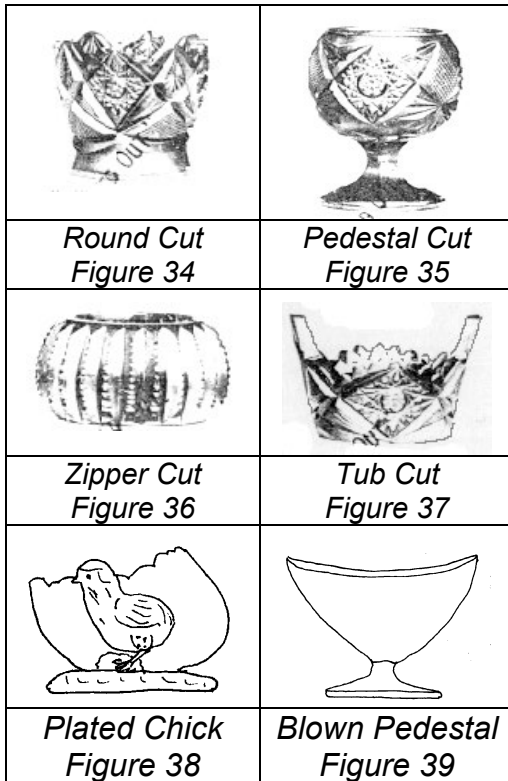 Round Cut
Figure 34
Pedestal Cut
Figure 35
Zipper Cut
Figure 36
Tub Cut
Figure 37
Plated Chick
Figure 38
Blown Pedestal
Figure 39